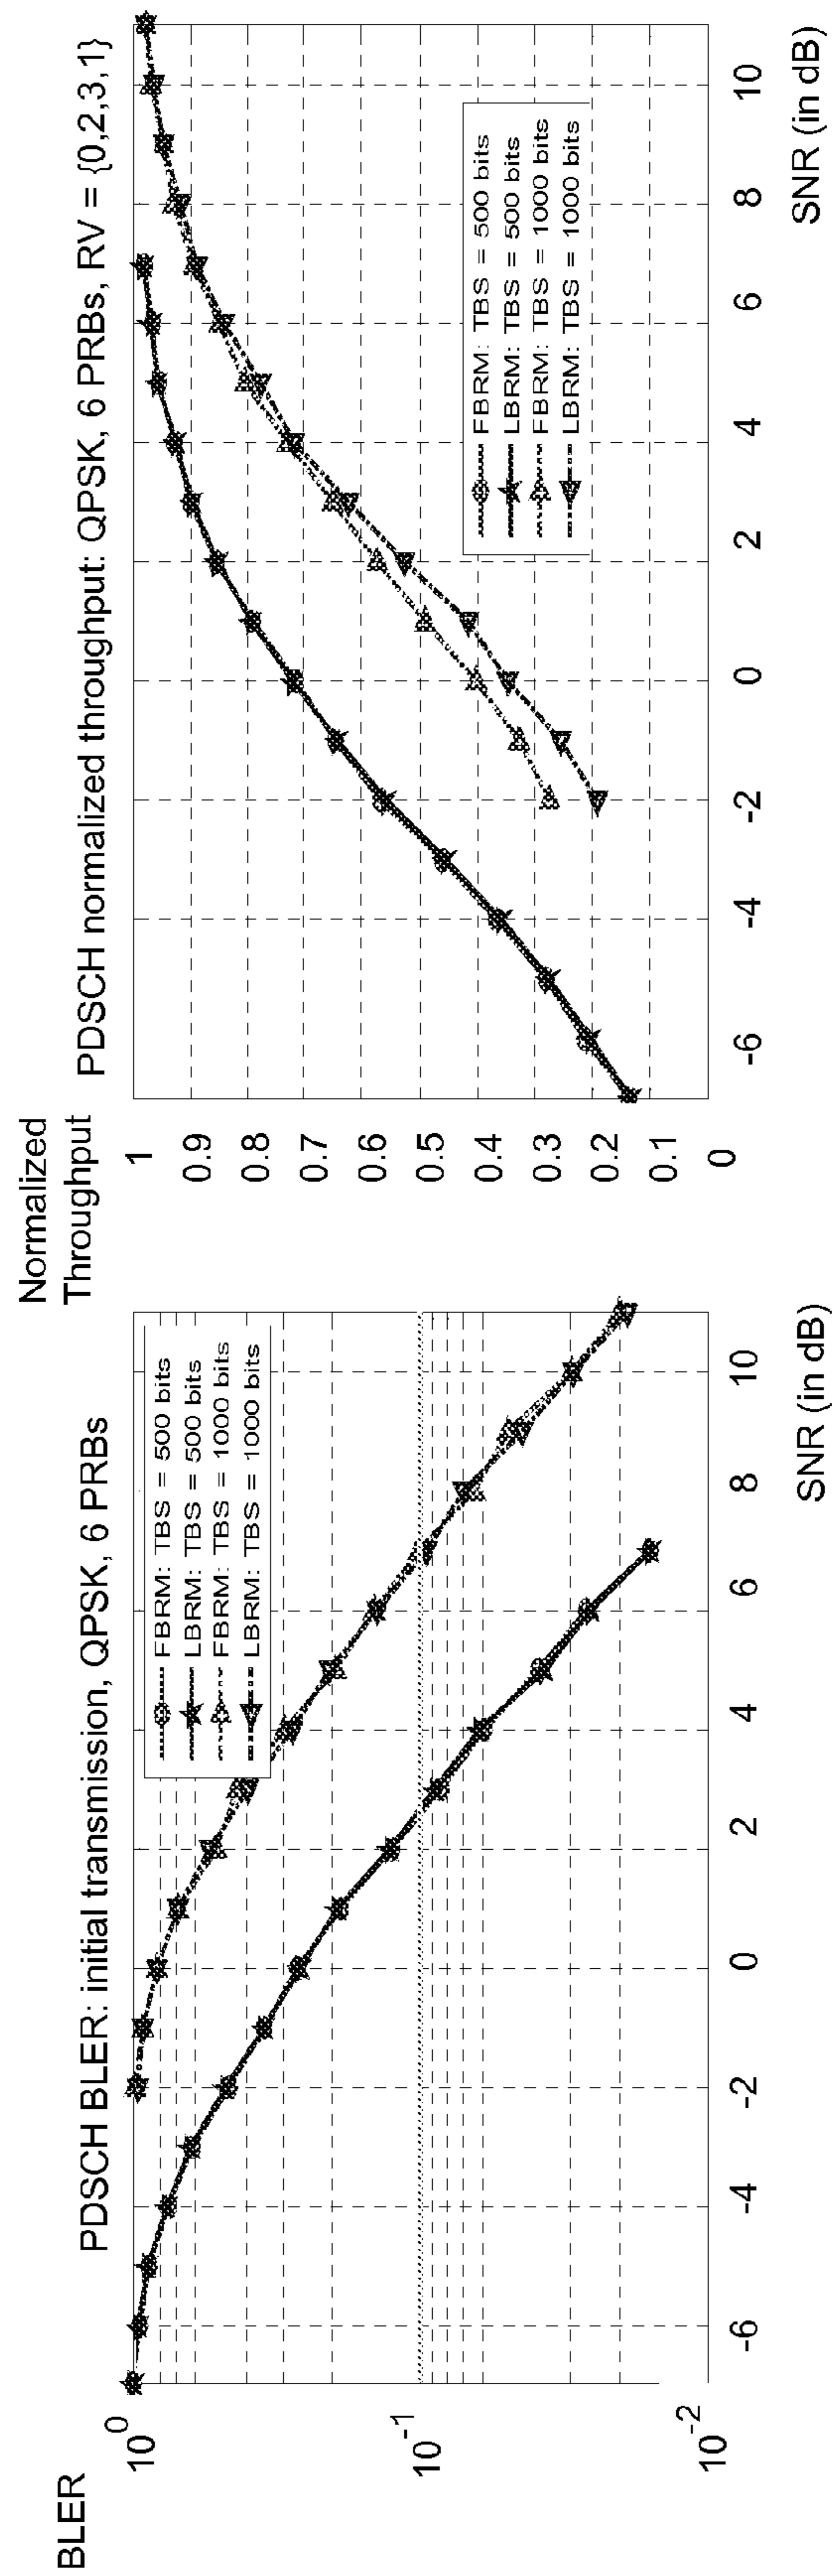 PDSCH BLER: initial transmission, QPSK, 6 PRBs
BLER
10^0
10^-1
10^-2
FBRM: TBS = 500 bits
LBRM: TBS = 500 bits
FBRM: TBS = 1000 bits
LBRM: TBS = 1000 bits
-6 -4 -2 0 2 4 6 8 10
SNR (in dB)
Normalized
Throughput
PDSCH normalized throughput: QPSK, 6 PRBs, RV = {0,2,3,1}
1
0.9
0.8
0.7
0.6
0.5
0.4
0.3
0.2
0.1
0
FBRM: TBS = 500 bits
LBRM: TBS = 500 bits
FBRM: TBS = 1000 bits
LBRM: TBS = 1000 bits
-6 -4 -2 0 2 4 6 8 10
SNR (in dB)